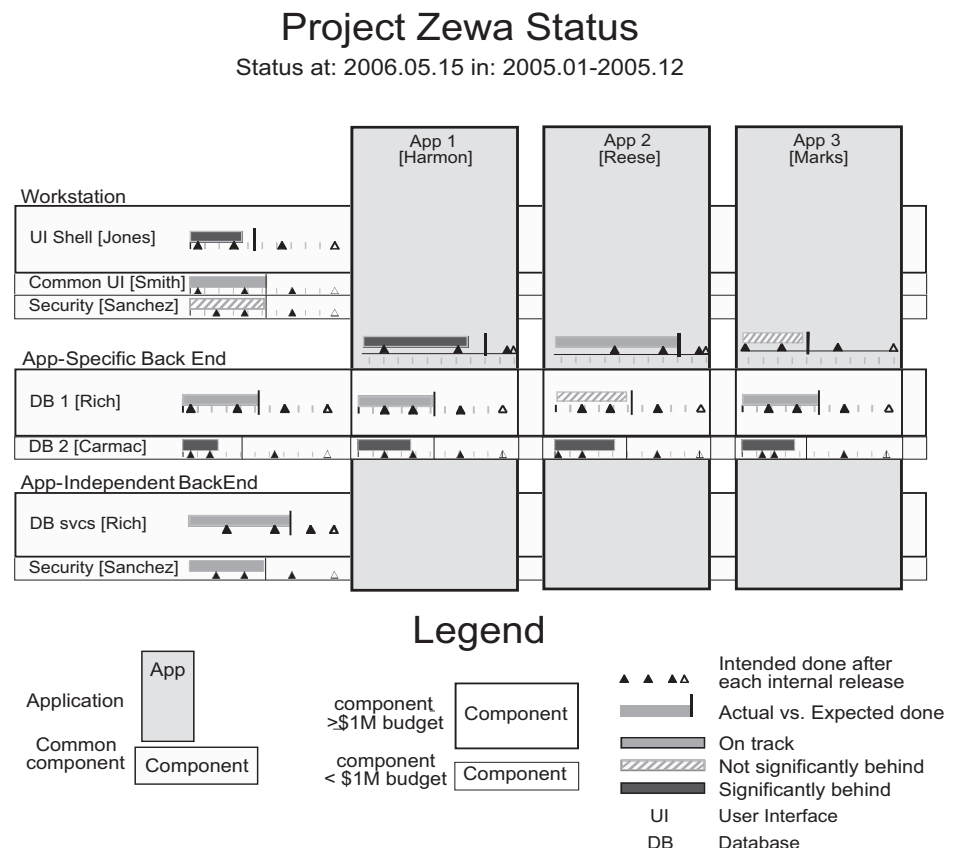 Project Zewa Status
Status at: 2006.05.15 in: 2005.01-2005.12
App 1
[Harmon]
App 2
[Reese]
App 3
[Marks]
Workstation
UI Shell [Jones]
Common UI [Smith]
Security [Sanchez]
App-Specific Back End
DB 1 [Rich]
DB 2 [Carmac]
App-Independent BackEnd
DB svcs [Rich]
Security [Sanchez]
Legend
Application
App
Common
component
Component
component
>$1M budget
Component
component
< $1M budget
Component
Intended done after
each internal release
Actual vs. Expected done
On track
Not significantly behind
Significantly behind
UI User Interface
DB Database